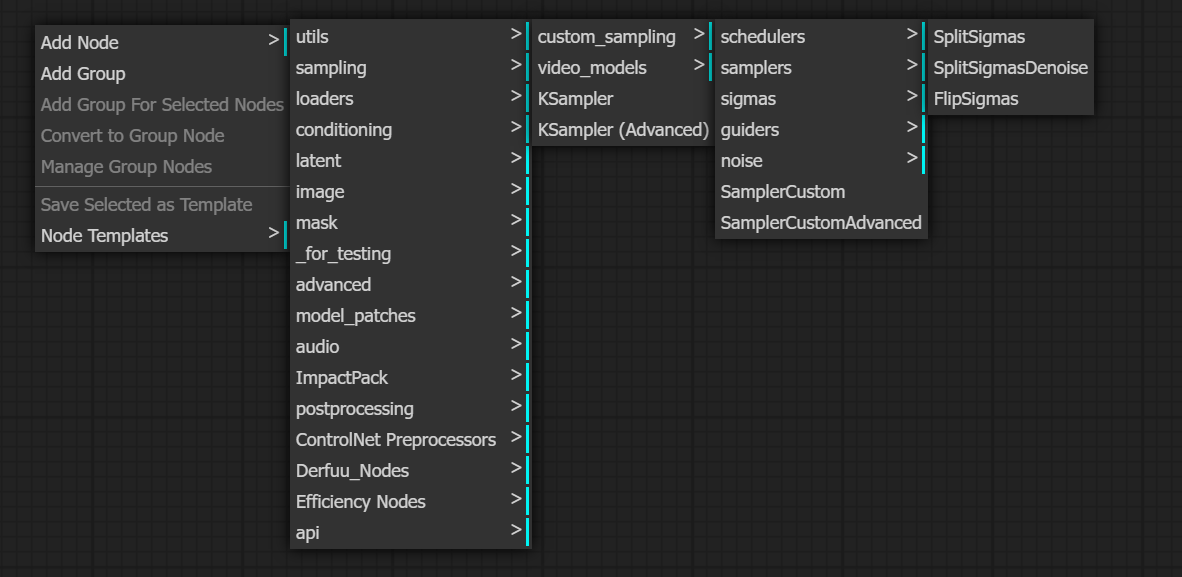 Add Node >
Add Group
Add Group For Selected Nodes
Convert to Group Node
Manage Group Nodes
Save Selected as Template
Node Templates >
utils >
sampling >
loaders >
conditioning >
latent >
image >
mask >
_for_testing >
advanced >
model_patches >
audio >
ImpactPack >
postprocessing >
ControlNet Preprocessors >
Derfuu_Nodes >
Efficiency Nodes >
api >
custom_sampling >
video_models >
KSampler
KSampler (Advanced)
schedulers >
samplers >
sigmas >
guiders >
noise >
SamplerCustom
SamplerCustomAdvanced
SplitSigmas
SplitSigmasDenoise
FlipSigmas